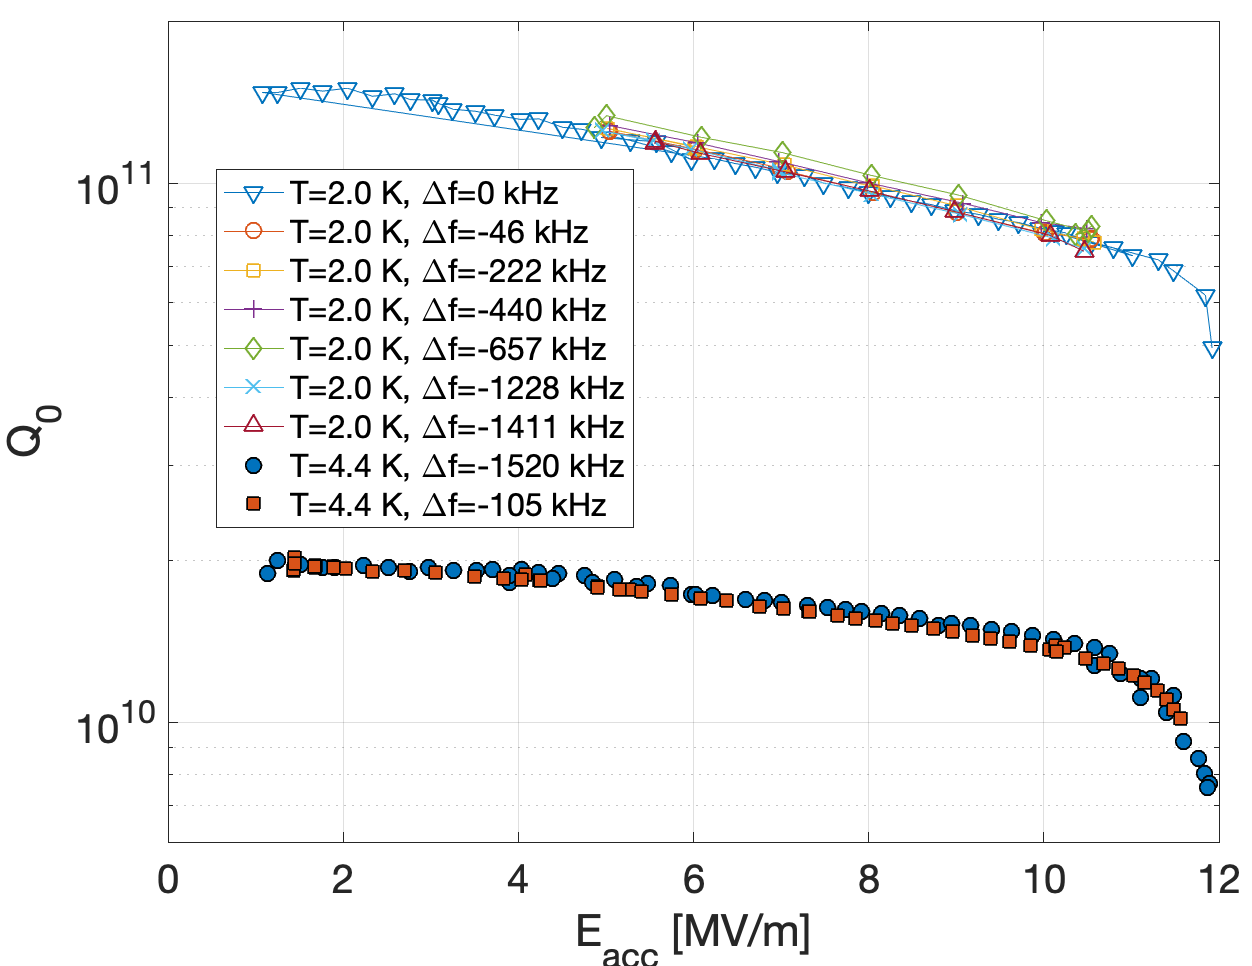 10^11
10^10
Q_0
T=2.0 K, Δf=0 kHz
T=2.0 K, Δf=-46 kHz
T=2.0 K, Δf=-222 kHz
T=2.0 K, Δf=-440 kHz
T=2.0 K, Δf=-657 kHz
T=2.0 K, Δf=-1228 kHz
T=2.0 K, Δf=-1411 kHz
T=4.4 K, Δf=-1520 kHz
T=4.4 K, Δf=-105 kHz
0 2 4 6 8 10 12
E_acc [MV/m]